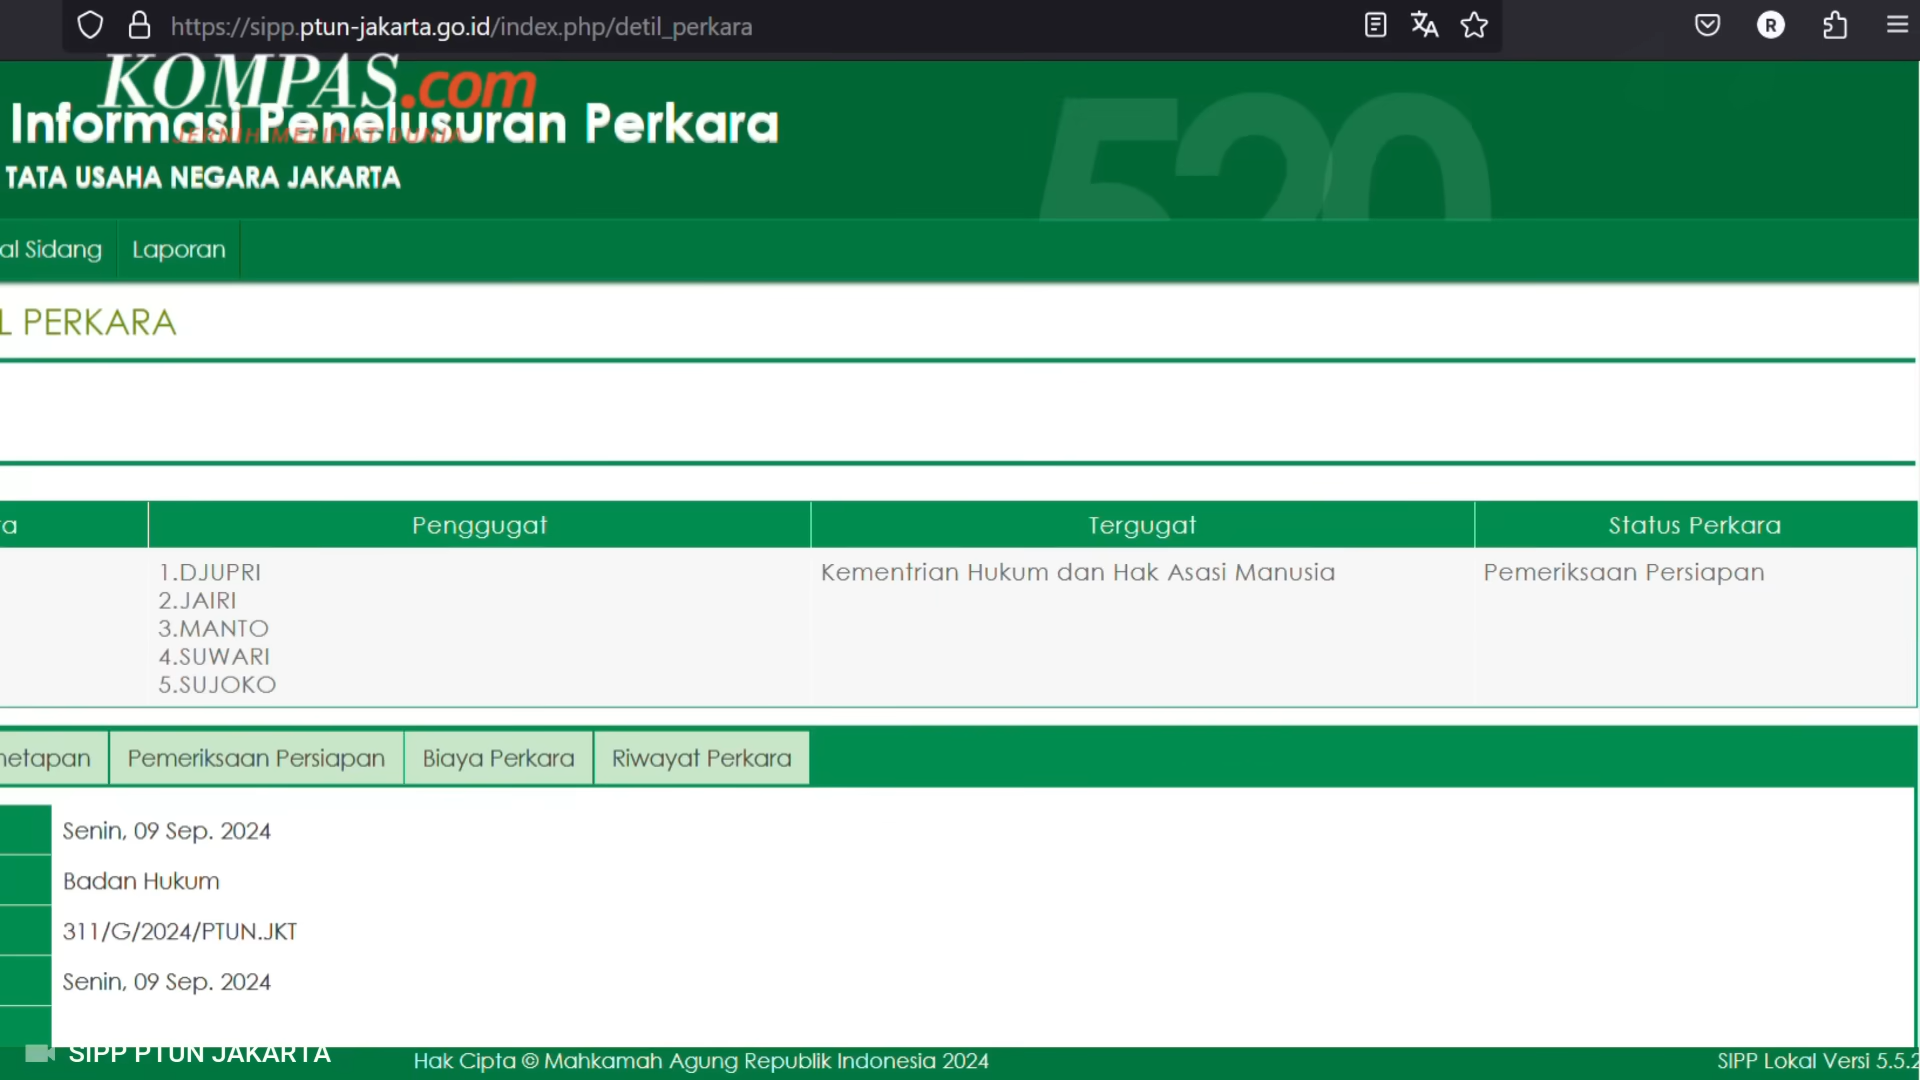 https://sipp.ptun-jakarta.go.id/index.php/detil_perkara
R
KOMPAS.com
JERNIH MELIHAT DUNIA
Informasi Penelusuran Perkara
TATA USAHA NEGARA JAKARTA
520
al Sidang Laporan
L PERKARA
a Penggugat Tergugat Status Perkara
1.DJUPRI Kementrian Hukum dan Hak Asasi Manusia Pemeriksaan Persiapan
2.JAIRI
3.MANTO
4.SUWARI
5.SUJOKO
netapan Pemeriksaan Persiapan Biaya Perkara Riwayat Perkara
Senin, 09 Sep. 2024
Badan Hukum
311/G/2024/PTUN.JKT
Senin, 09 Sep. 2024
SIPP PTUN JAKARTA
Hak Cipta © Mahkamah Agung Republik Indonesia 2024
SIPP Lokal Versi 5.5.2